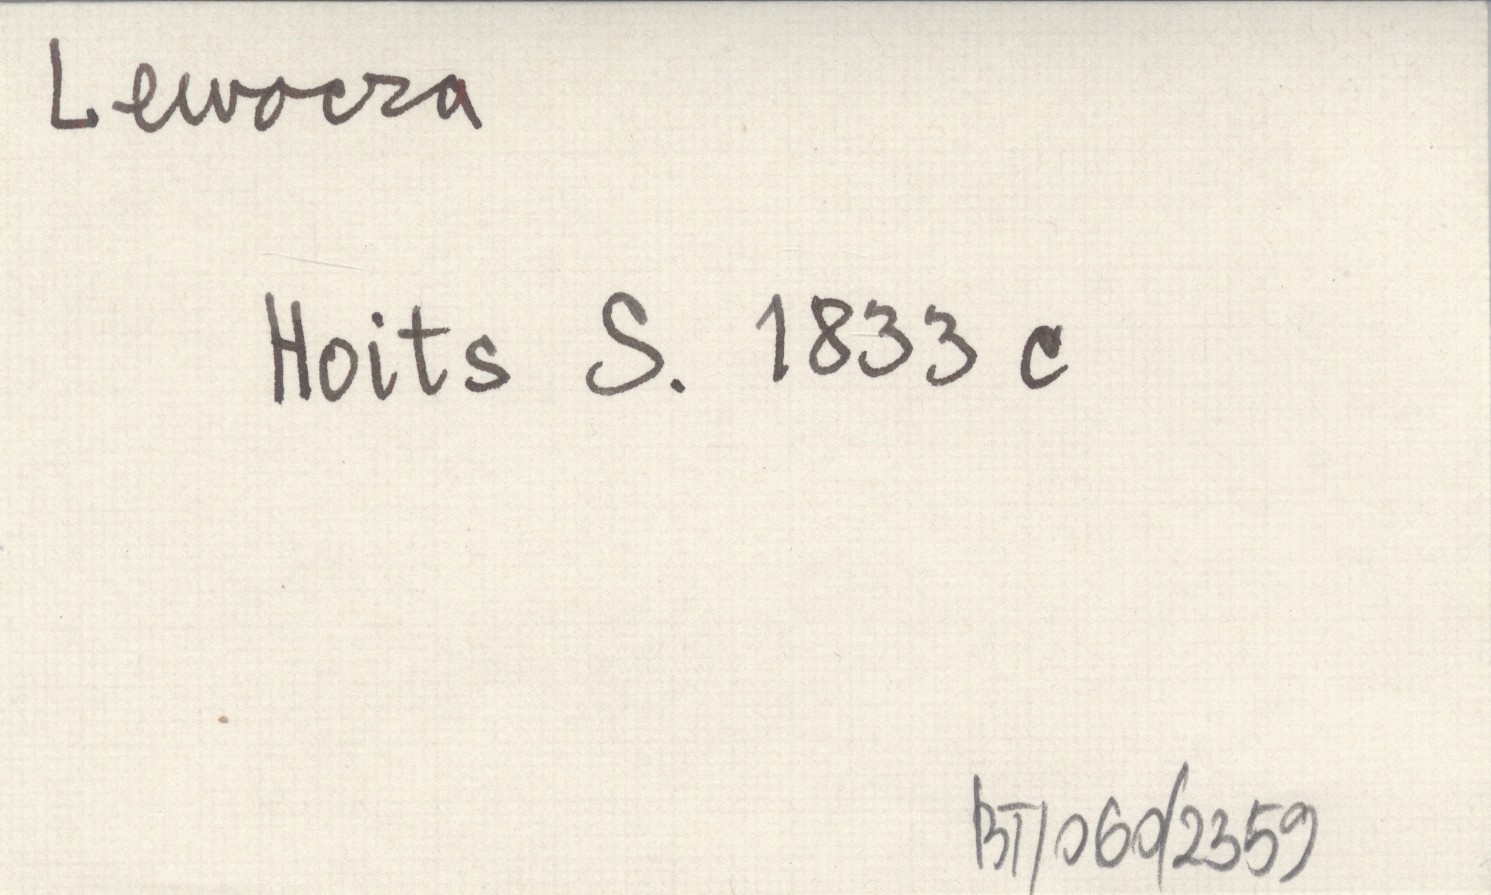 Lewocza
Hoits S. 1833 c
BT/060/2359